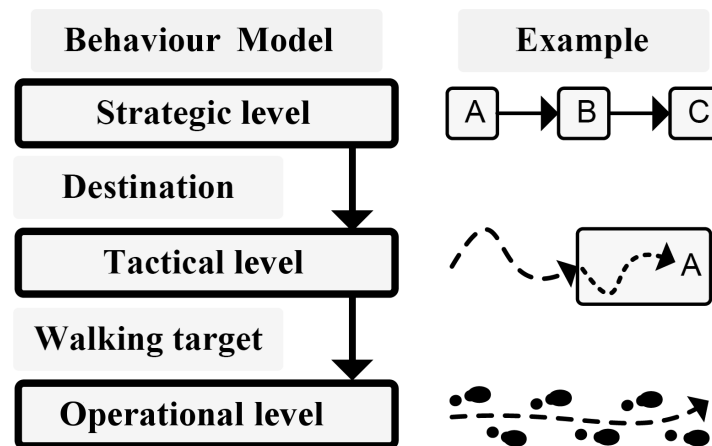 Behaviour Model
Example
Strategic level
A
B
C
Destination
Tactical level
A
Walking target
Operational level